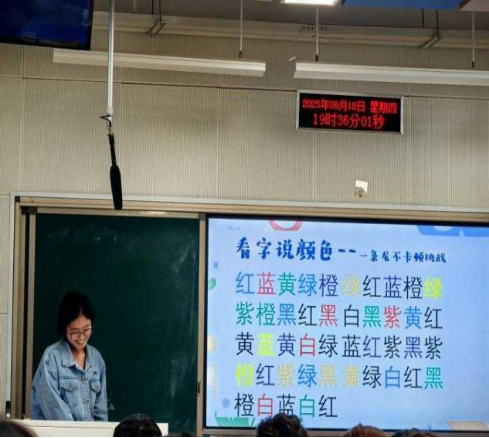 2025年09月18日 星期四
19时36分01秒
看字说颜色--一条龙不卡顿挑战
红蓝黄绿橙绿红蓝橙绿
紫橙黑红黑白黑紫黄红
黄蓝黄白绿蓝红紫黑紫
橙红紫绿黑黄绿白红黑
橙白蓝白红